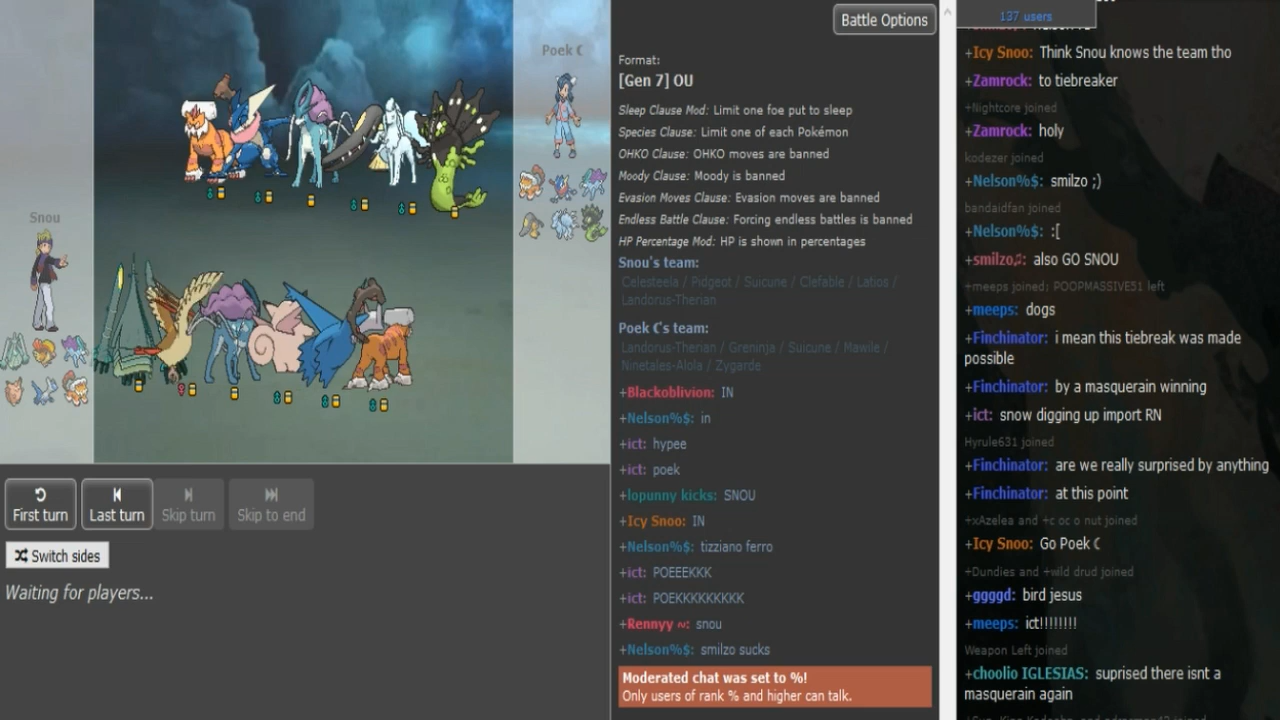 Battle Options
Format:
[Gen 7] OU
Sleep Clause Mod: Limit one foe put to sleep
Species Clause: Limit one of each Pokémon
OHKO Clause: OHKO moves are banned
Moody Clause: Moody is banned
Evasion Moves Clause: Evasion moves are banned
Endless Battle Clause: Forcing endless battles is banned
HP Percentage Mod: HP is shown in percentages
Snou's team:
Celesteela / Pidgeot / Suicune / Clefable / Latios /
Landorus-Therian
Poek ☾'s team:
Landorus-Therian / Greninja / Suicune / Mawile /
Ninetales-Alola / Zygarde
+Blackoblivion: IN
+Nelson%$: in
+ict: hypee
+ict: poek
+lopunny kicks: SNOU
+Icy Snoo: IN
+Nelson%$: tizziano ferro
+ict: POEEEKKK
+ict: POEKKKKKKKKK
+Rennyy ~: snou
+Nelson%$: smilzo sucks
Moderated chat was set to %!
Only users of rank % and higher can talk.
Poek ☾
Snou
First turn
Last turn
Skip turn
Skip to end
Switch sides
Waiting for players...
137 users
+Icy Snoo: Think Snou knows the team tho
+Zamrock: to tiebreaker
+Nightcore joined
+Zamrock: holy
kodezer joined
+Nelson%$: smilzo ;)
bandaidfan joined
+Nelson%$: :[
+smilzo♫: also GO SNOU
+meeps joined; POOPMASSIVE51 left
+meeps: dogs
+Finchinator: i mean this tiebreak was made
possible
+Finchinator: by a masquerain winning
+ict: snow digging up import RN
Hyrule631 joined
+Finchinator: are we really surprised by anything
+Finchinator: at this point
+xAzelea and +c oc o nut joined
+Icy Snoo: Go Poek ☾
+Dundies and +wild drud joined
+ggggd: bird jesus
+meeps: ict!!!!!!!!
Weapon Left joined
+choolio IGLESIAS: suprised there isnt a
masquerain again